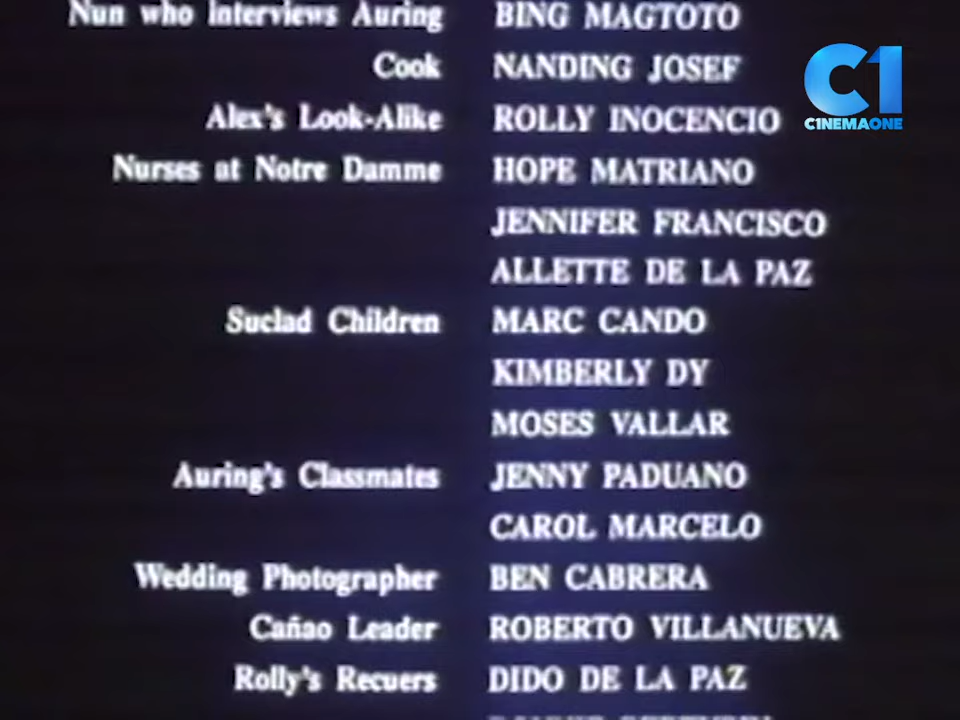 Nun who Interviews Auring BING MAGTOTO
Cook NANDING JOSEF
Alex's Look-Alike ROLLY INOCENCIO
Nurses at Notre Damme HOPE MATRIANO
JENNIFER FRANCISCO
ALLETTE DE LA PAZ
Suclad Children MARC CANDO
KIMBERLY DY
MOSES VALLAR
Auring's Classmates JENNY PADUANO
CAROL MARCELO
Wedding Photographer BEN CABRERA
Cañao Leader ROBERTO VILLANUEVA
Rolly's Recuers DIDO DE LA PAZ
C1
C1NEMAONE